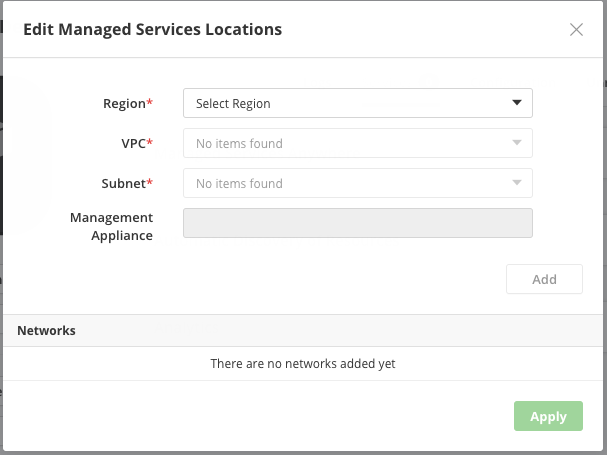 Edit Managed Services Locations
Region*
Select Region
VPC*
No items found
Subnet*
No items found
Management
Appliance
Add
Networks
There are no networks added yet
Apply